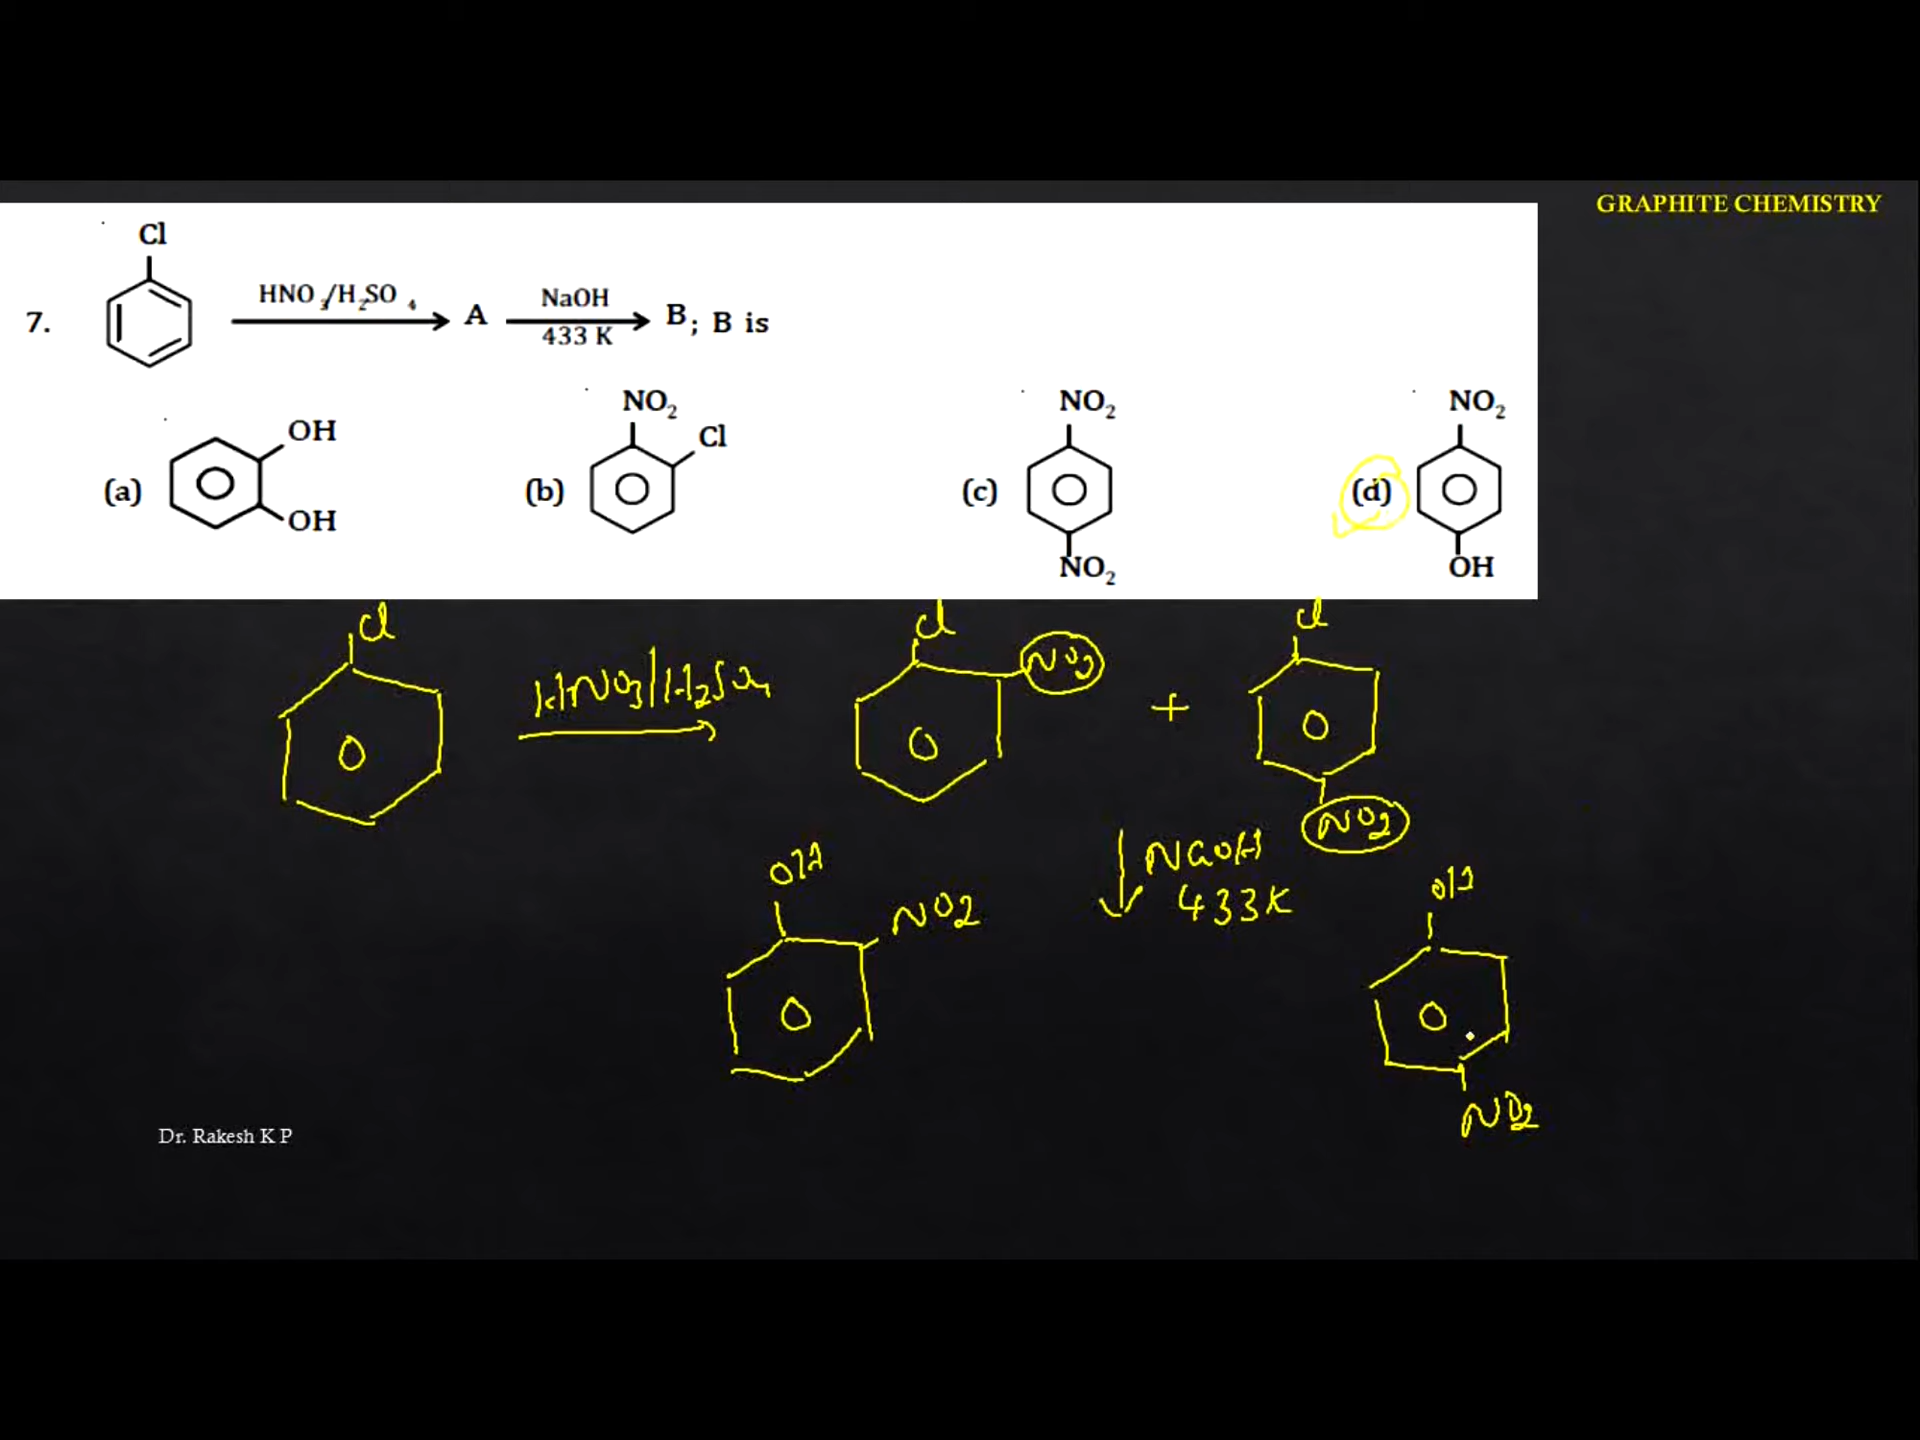 GRAPHITE CHEMISTRY
Cl
7.
HNO3/H2SO4
A
NaOH
433 K
B; B is
(a)
OH
OH
(b)
NO2
Cl
(c)
NO2
NO2
(d)
NO2
OH
Cl
HNO3/H2SO4
Cl
NO2
+
Cl
NO2
NaOH
433K
OH
NO2
OH
NO2
Dr. Rakesh K P